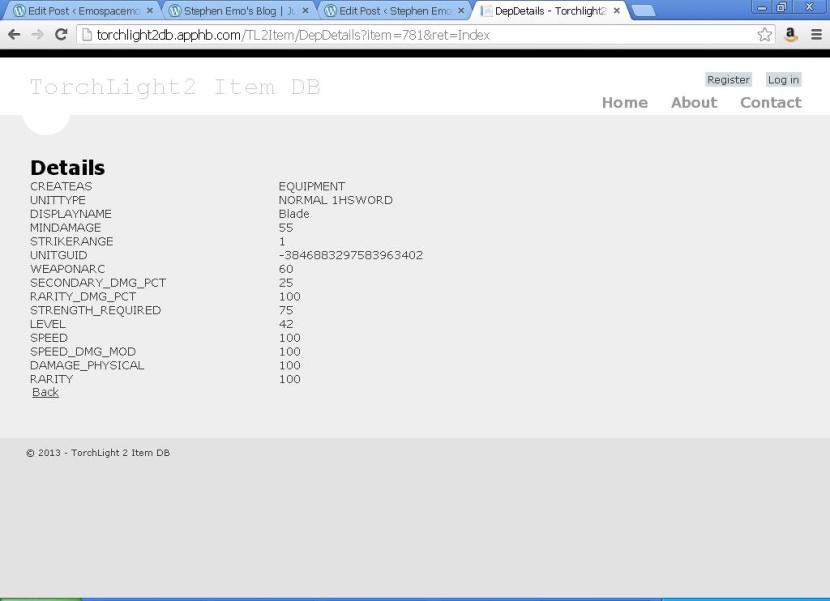 Edit Post ‹ Emospacemo
Stephen Emo's Blog | Ju
Edit Post ‹ Stephen Emo
DepDetails - Torchlight2
torchlight2db.apphb.com/TL2Item/DepDetails?item=781&ret=Index
Register Log in
TorchLight2 Item DB
Home About Contact
Details
CREATEAS EQUIPMENT
UNITTYPE NORMAL 1HSWORD
DISPLAYNAME Blade
MINDAMAGE 55
STRIKERANGE 1
UNITGUID -3846883297583963402
WEAPONARC 60
SECONDARY_DMG_PCT 25
RARITY_DMG_PCT 100
STRENGTH_REQUIRED 75
LEVEL 42
SPEED 100
SPEED_DMG_MOD 100
DAMAGE_PHYSICAL 100
RARITY 100
Back
© 2013 - TorchLight 2 Item DB